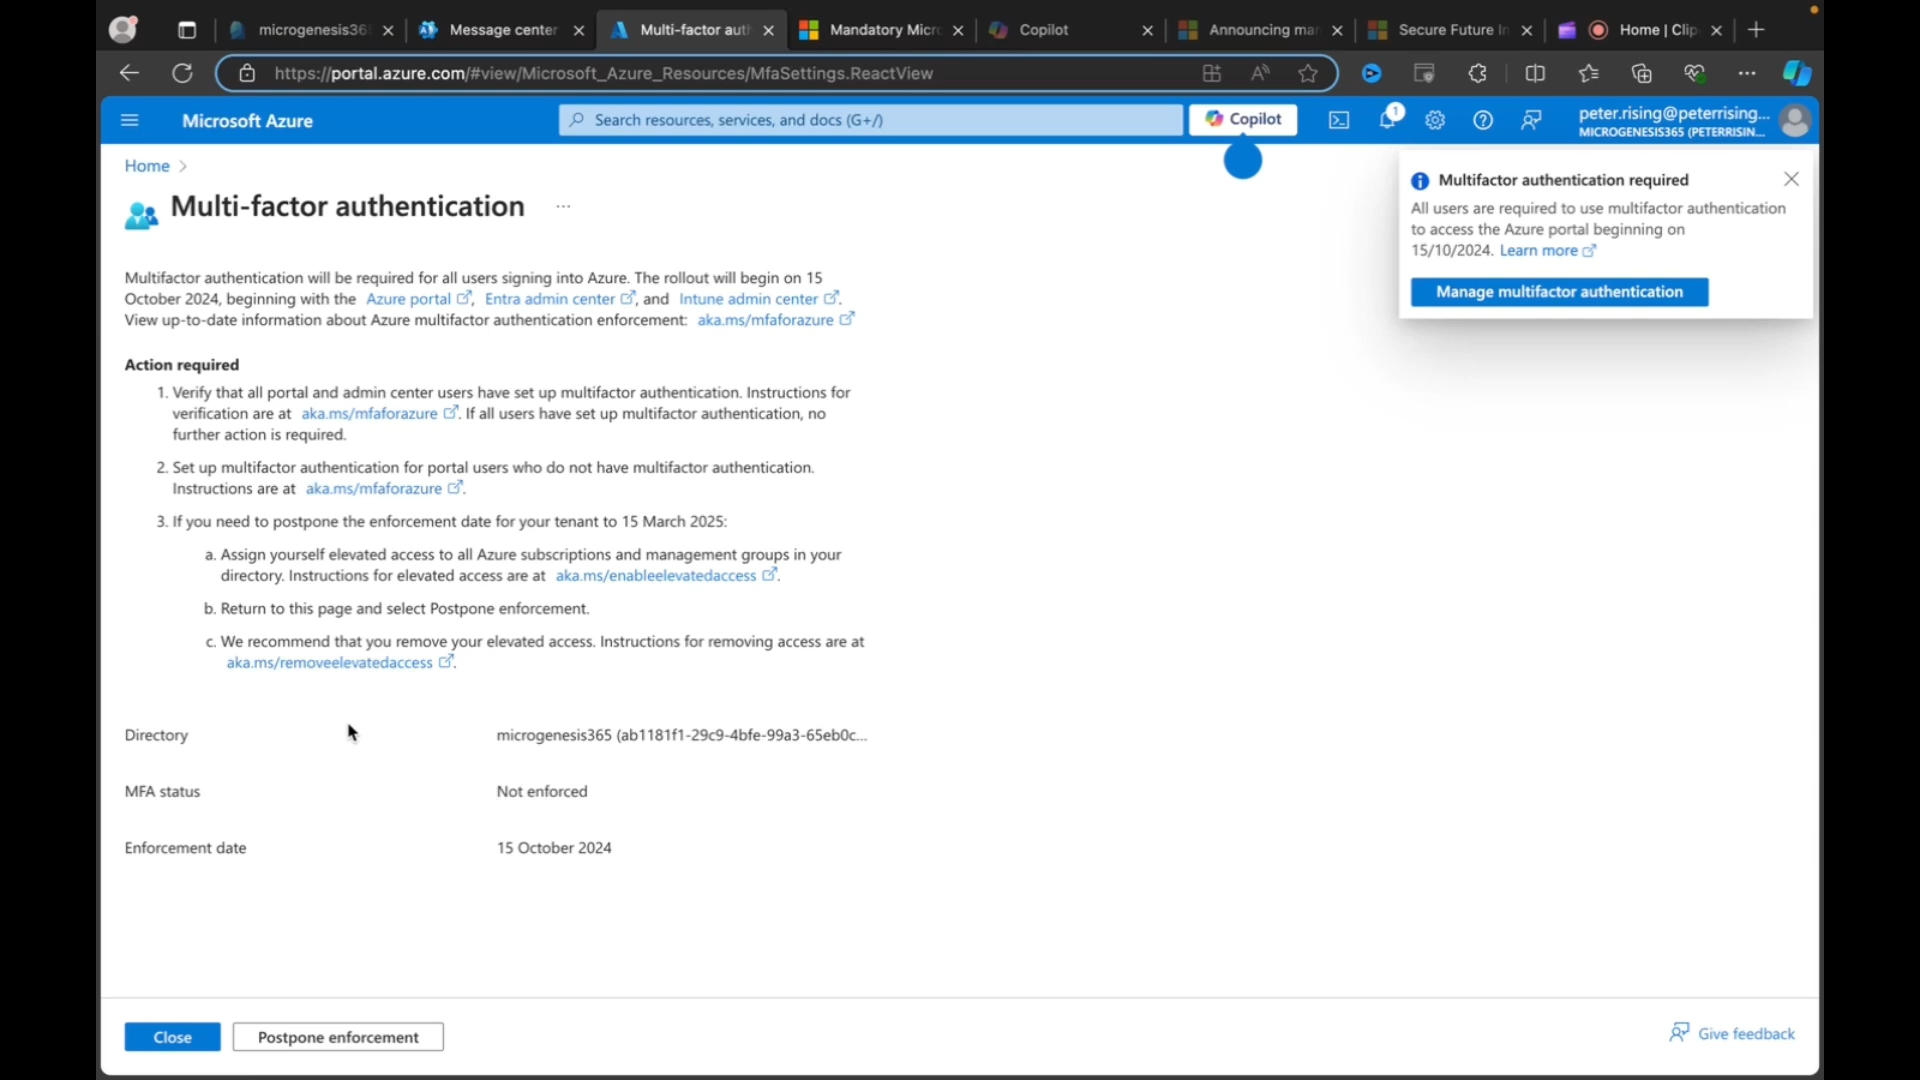 microgenesis365
Message center
Multi-factor auth
Mandatory Micro
Copilot
Announcing man
Secure Future In
Home | Clip
https://portal.azure.com/#view/Microsoft_Azure_Resources/MfaSettings.ReactView
Microsoft Azure
Search resources, services, and docs (G+/)
Copilot
1
peter.rising@peterrising...
MICROGENESIS365 (PETERRISIN...
Home >
Multi-factor authentication ...
Multifactor authentication required
All users are required to use multifactor authentication
to access the Azure portal beginning on
15/10/2024. Learn more
Manage multifactor authentication
Multifactor authentication will be required for all users signing into Azure. The rollout will begin on 15
October 2024, beginning with the Azure portal, Entra admin center, and Intune admin center.
View up-to-date information about Azure multifactor authentication enforcement: aka.ms/mfaforazure
Action required
1. Verify that all portal and admin center users have set up multifactor authentication. Instructions for
verification are at aka.ms/mfaforazure. If all users have set up multifactor authentication, no
further action is required.
2. Set up multifactor authentication for portal users who do not have multifactor authentication.
Instructions are at aka.ms/mfaforazure.
3. If you need to postpone the enforcement date for your tenant to 15 March 2025:
a. Assign yourself elevated access to all Azure subscriptions and management groups in your
directory. Instructions for elevated access are at aka.ms/enableelevatedaccess.
b. Return to this page and select Postpone enforcement.
c. We recommend that you remove your elevated access. Instructions for removing access are at
aka.ms/removeelevatedaccess.
Directory
microgenesis365 (ab1181f1-29c9-4bfe-99a3-65eb0c...
MFA status
Not enforced
Enforcement date
15 October 2024
Close
Postpone enforcement
Give feedback